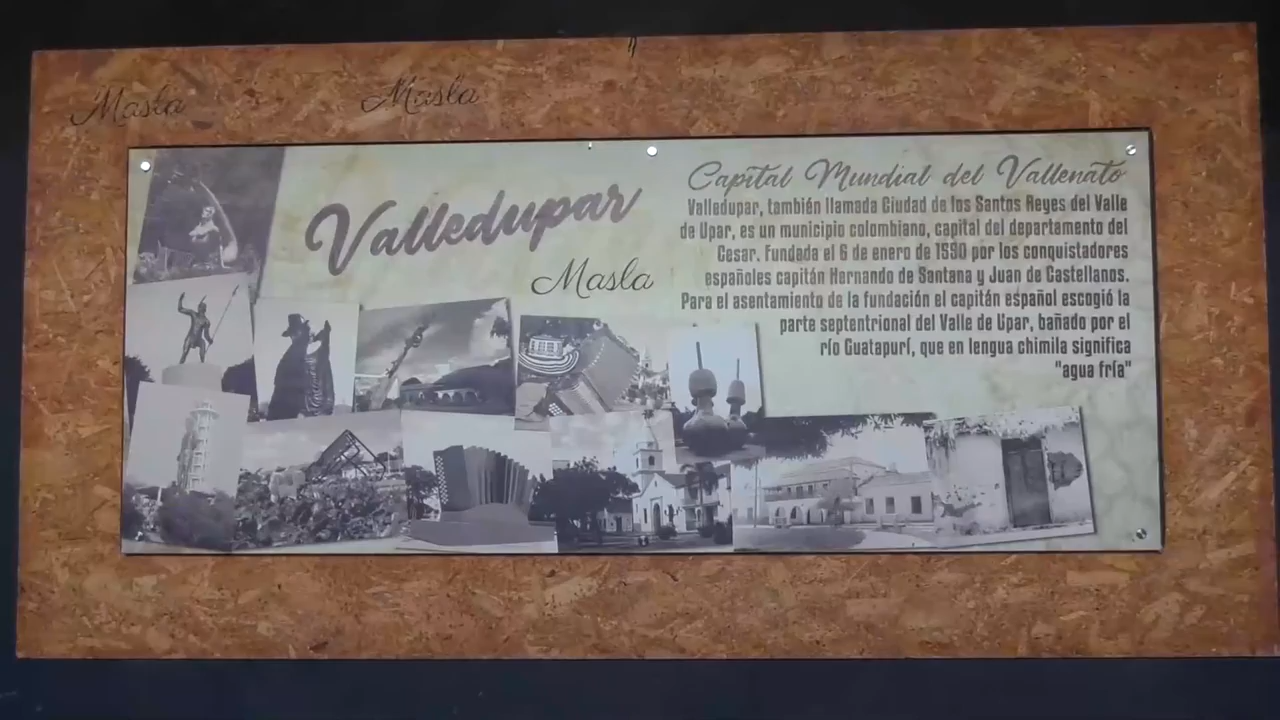 Masla
Masla
Valledupar
Masla
Capital Mundial del Vallenato
Valledupar, también llamada Ciudad de los Santos Reyes del Valle
de Upar, es un municipio colombiano, capital del departamento del
Cesar. Fundada el 6 de enero de 1550 por los conquistadores
españoles capitán Hernando de Santana y Juan de Castellanos.
Para el asentamiento de la fundación el capitán español escogió la
parte septentrional del Valle de Upar, bañado por el
río Guatapurí, que en lengua chimila significa
"agua fría"